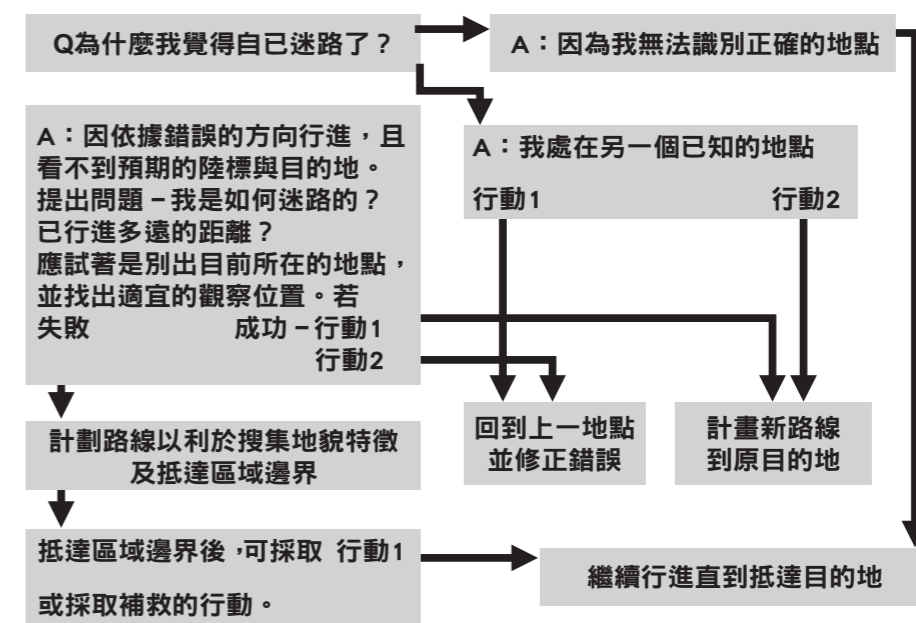 Q為什麼我覺得自已迷路了？
A：因為我無法識別正確的地點
A：因依據錯誤的方向行進，且
看不到預期的陸標與目的地。
提出問題－我是如何迷路的？
已行進多遠的距離？
應試著是別出目前所在的地點，
並找出適宜的觀察位置。若
失敗 成功－行動1
行動2
A：我處在另一個已知的地點
行動1 行動2
回到上一地點
並修正錯誤
計畫新路線
到原目的地
計劃路線以利於搜集地貌特徵
及抵達區域邊界
抵達區域邊界後，可採取 行動1
或採取補救的行動。
繼續行進直到抵達目的地